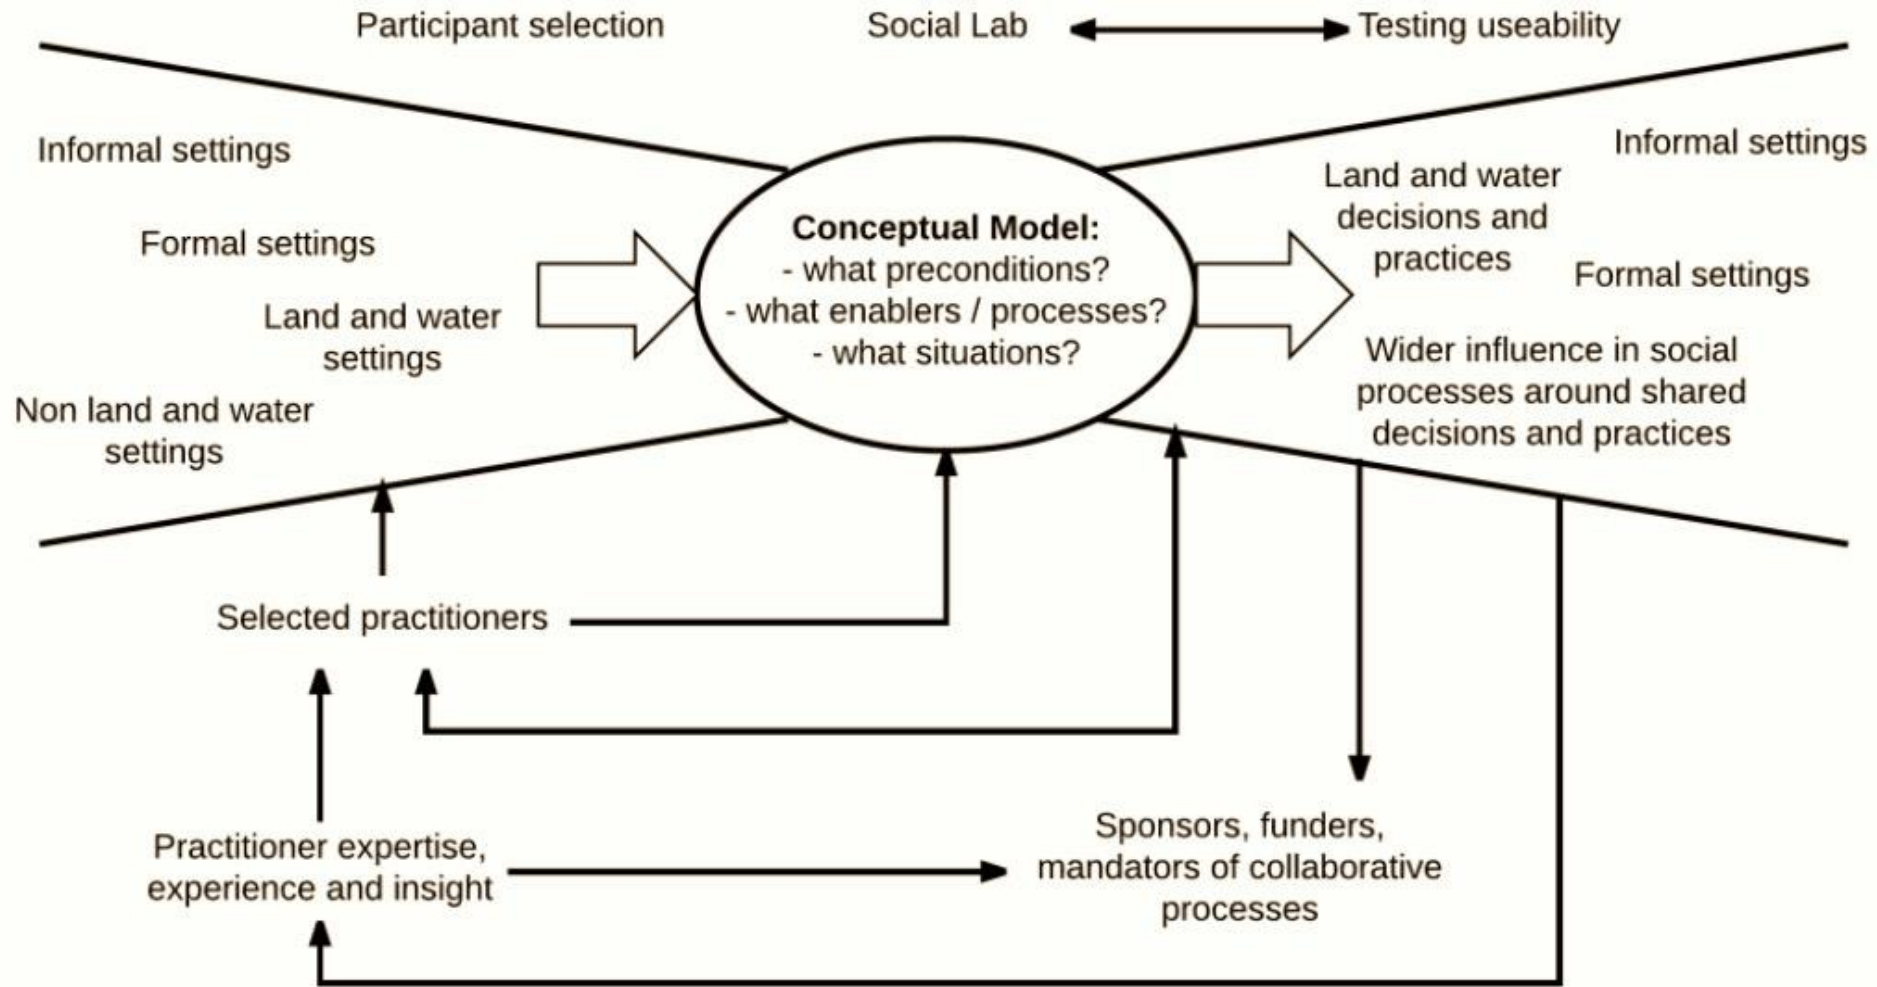 Participant selection
Social Lab
Testing useability
Informal settings
Formal settings
Land and water
settings
Non land and water
settings
Conceptual Model:
- what preconditions?
- what enablers / processes?
- what situations?
Informal settings
Land and water
decisions and
practices
Formal settings
Wider influence in social
processes around shared
decisions and practices
Selected practitioners
Practitioner expertise,
experience and insight
Sponsors, funders,
mandators of collaborative
processes